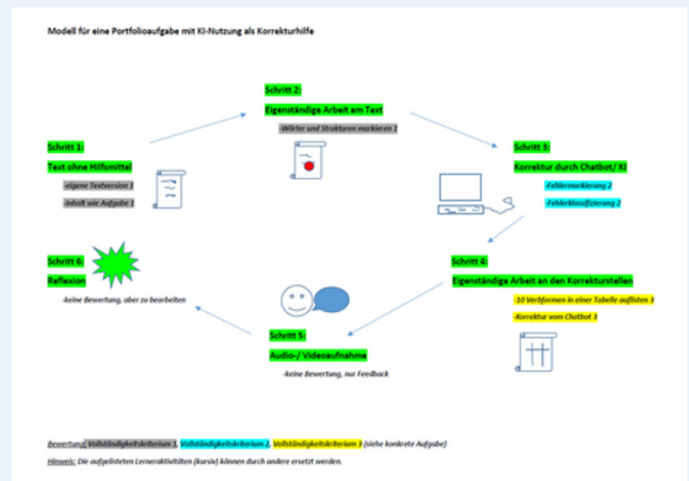 Modell für eine Portfolioaufgabe mit KI-Nutzung als Korrekturhilfe
Schritt 1:
Text ohne Hilfsmittel
-eigene Textversion 1
-Inhalt wie Aufgabe 1
Schritt 2:
Eigenständige Arbeit am Text
-Wörter und Strukturen markieren 1
Schritt 3:
Korrektur durch Chatbot/ KI
-Fehlermarkierung 2
-Fehlerklassifizierung 2
Schritt 4:
Eigenständige Arbeit an den Korrekturstellen
-10 Verbformen in einer Tabelle auflisten 3
-Korrektur vom Chatbot 3
Schritt 5:
Audio-/ Videoaufnahme
-keine Bewertung, nur Feedback
Schritt 6:
Reflexion
-keine Bewertung, aber zu bearbeiten
Bewertung: Vollständigkeitskriterium 1, Vollständigkeitskriterium 2, Vollständigkeitskriterium 3 (siehe konkrete Aufgabe)
Hinweis: Die aufgelisteten Lerneraktivitäten (kursiv) können durch andere ersetzt werden.